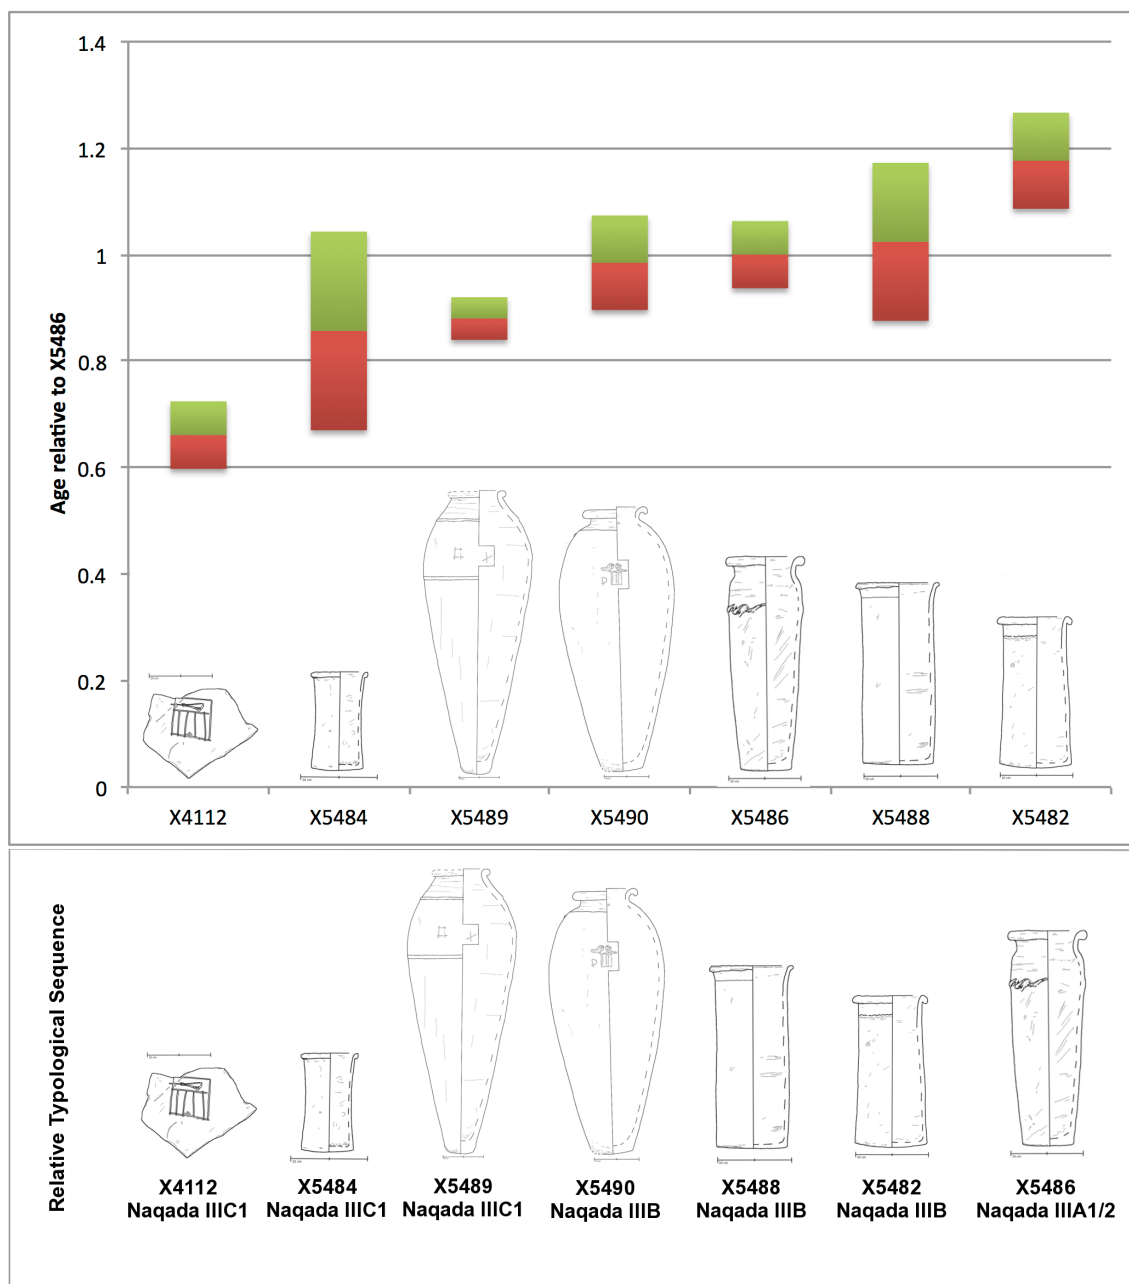 1.4
1.2
1
0.8
0.6
0.4
0.2
0
Age relative to X5486
X4112 X5484 X5489 X5490 X5486 X5488 X5482
Relative Typological Sequence
X4112 X5484 X5489 X5490 X5488 X5482 X5486
Naqada IIIC1 Naqada IIIC1 Naqada IIIC1 Naqada IIIB Naqada IIIB Naqada IIIB Naqada IIIA1/2